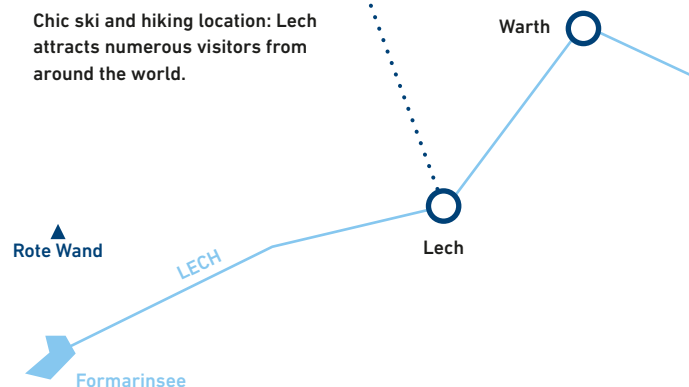 Chic ski and hiking location: Lech
attracts numerous visitors from
around the world.
Warth
Lech
Rote Wand
LECH
Formarinsee